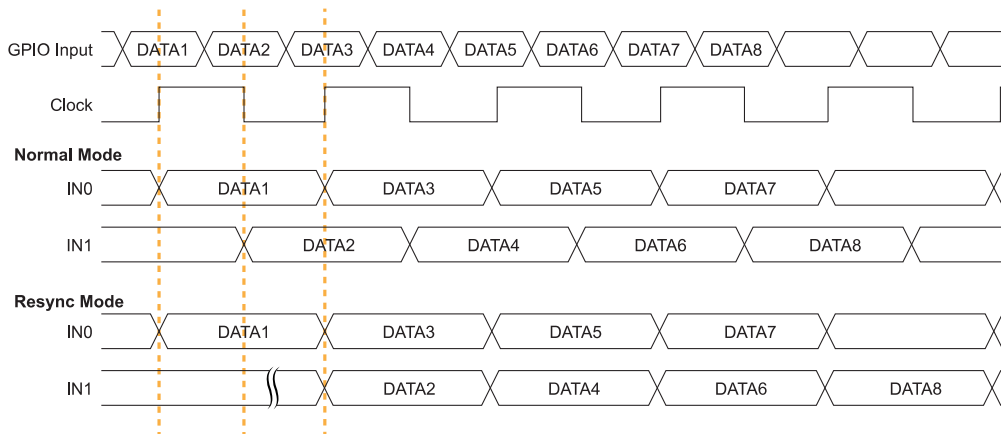 GPIO Input DATA1 DATA2 DATA3 DATA4 DATA5 DATA6 DATA7 DATA8
Clock
Normal Mode
IN0 DATA1 DATA3 DATA5 DATA7
IN1 DATA2 DATA4 DATA6 DATA8
Resync Mode
IN0 DATA1 DATA3 DATA5 DATA7
IN1 DATA2 DATA4 DATA6 DATA8